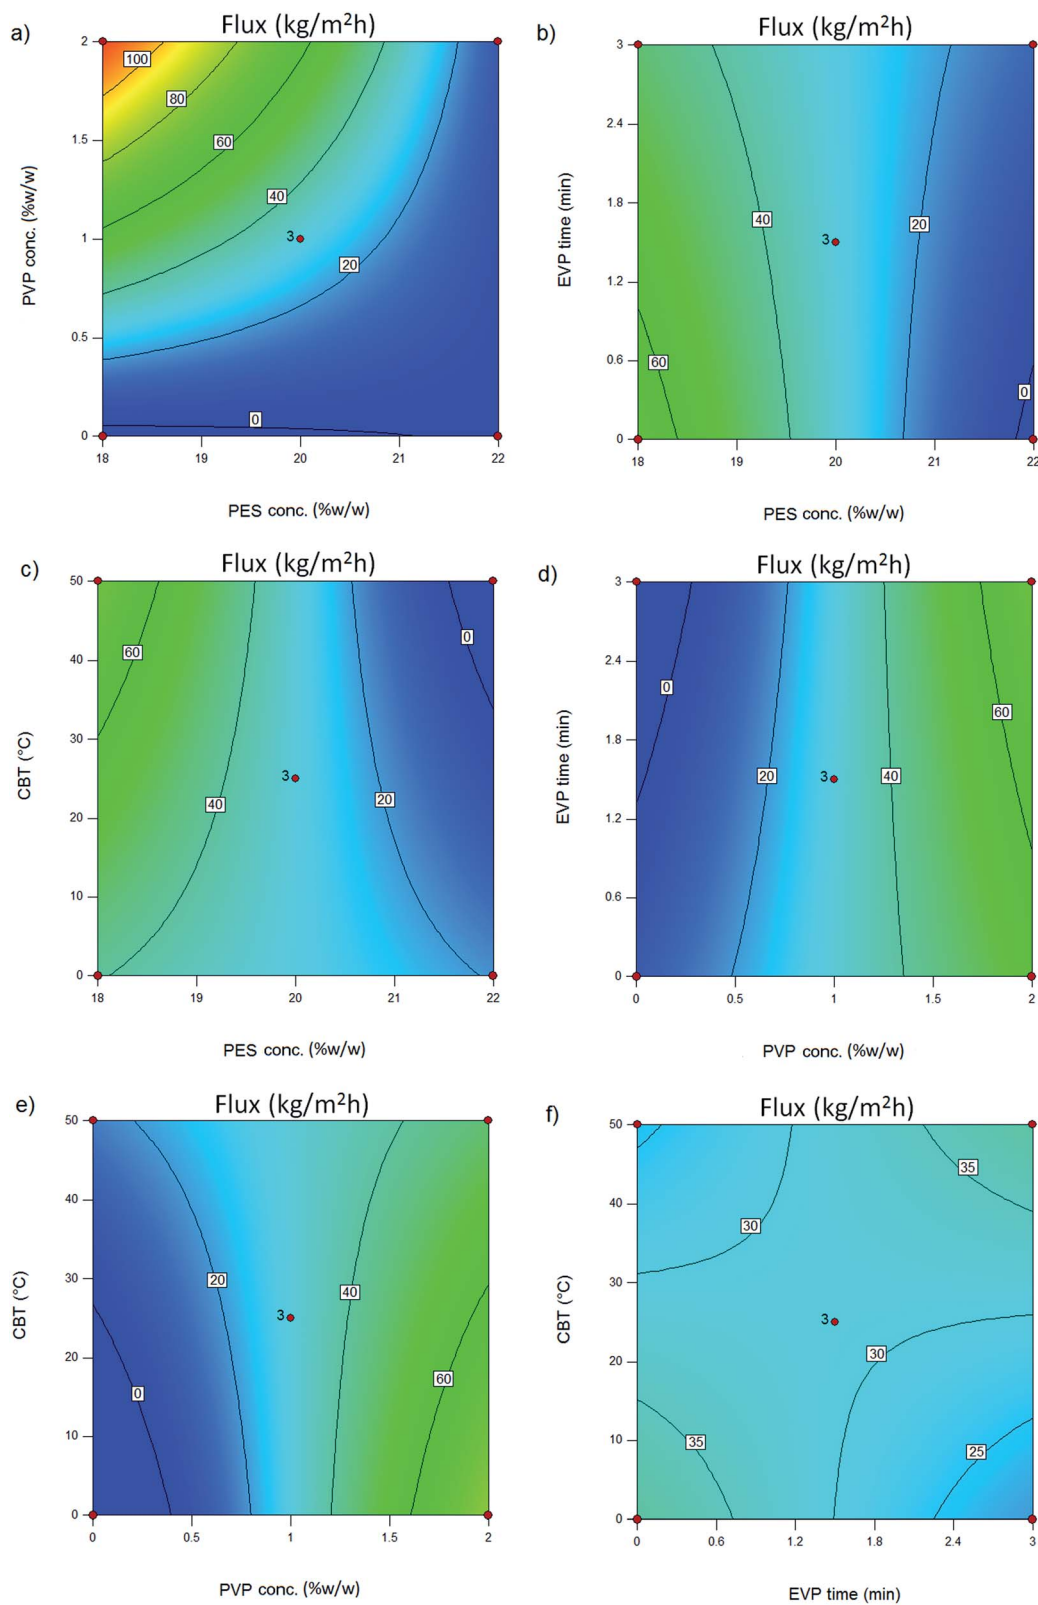 a)
Flux (kg/m²h)
2
1.5
1
0.5
0
PVP conc. (%w/w)
100
80
60
40
3
20
0
18 19 20 21 22
PES conc. (%w/w)
b)
Flux (kg/m²h)
3
2.4
1.8
1.2
0.6
0
EVP time (min)
40
20
3
60
0
18 19 20 21 22
PES conc. (%w/w)
c)
Flux (kg/m²h)
50
40
30
20
10
0
CBT (°C)
60
0
3
40
20
18 19 20 21 22
PES conc. (%w/w)
d)
Flux (kg/m²h)
3
2.4
1.8
1.2
0.6
0
EVP time (min)
0
60
20
3
40
0 0.5 1 1.5 2
PVP conc. (%w/w)
e)
Flux (kg/m²h)
50
40
30
20
10
0
CBT (°C)
20
40
3
60
0
0 0.5 1 1.5 2
PVP conc. (%w/w)
f)
Flux (kg/m²h)
50
40
30
20
10
0
CBT (°C)
35
30
3
30
35
25
0 0.6 1.2 1.8 2.4 3
EVP time (min)